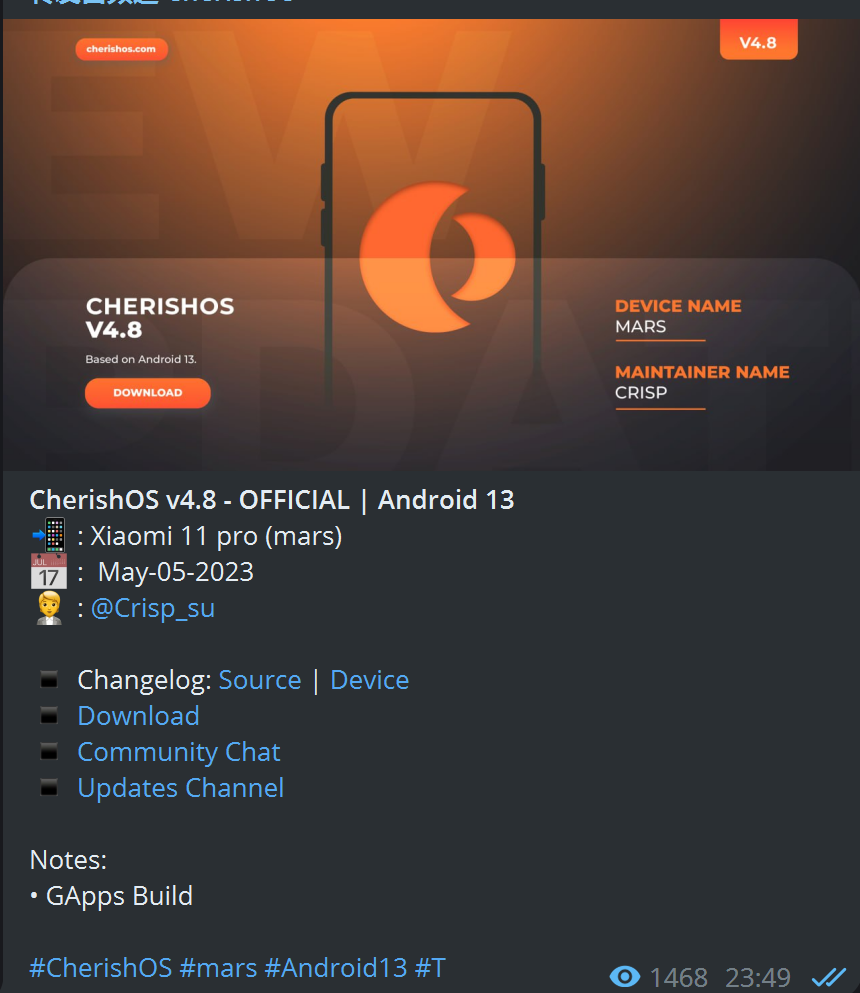 cherishos.com
V4.8
CHERISHOS
V4.8
Based on Android 13.
DOWNLOAD
DEVICE NAME
MARS
MAINTAINER NAME
CRISP
CherishOS v4.8 - OFFICIAL | Android 13
: Xiaomi 11 pro (mars)
JUL
17
: May-05-2023
: @Crisp_su
Changelog: Source | Device
Download
Community Chat
Updates Channel
Notes:
• GApps Build
#CherishOS #mars #Android13 #T
1468 23:49